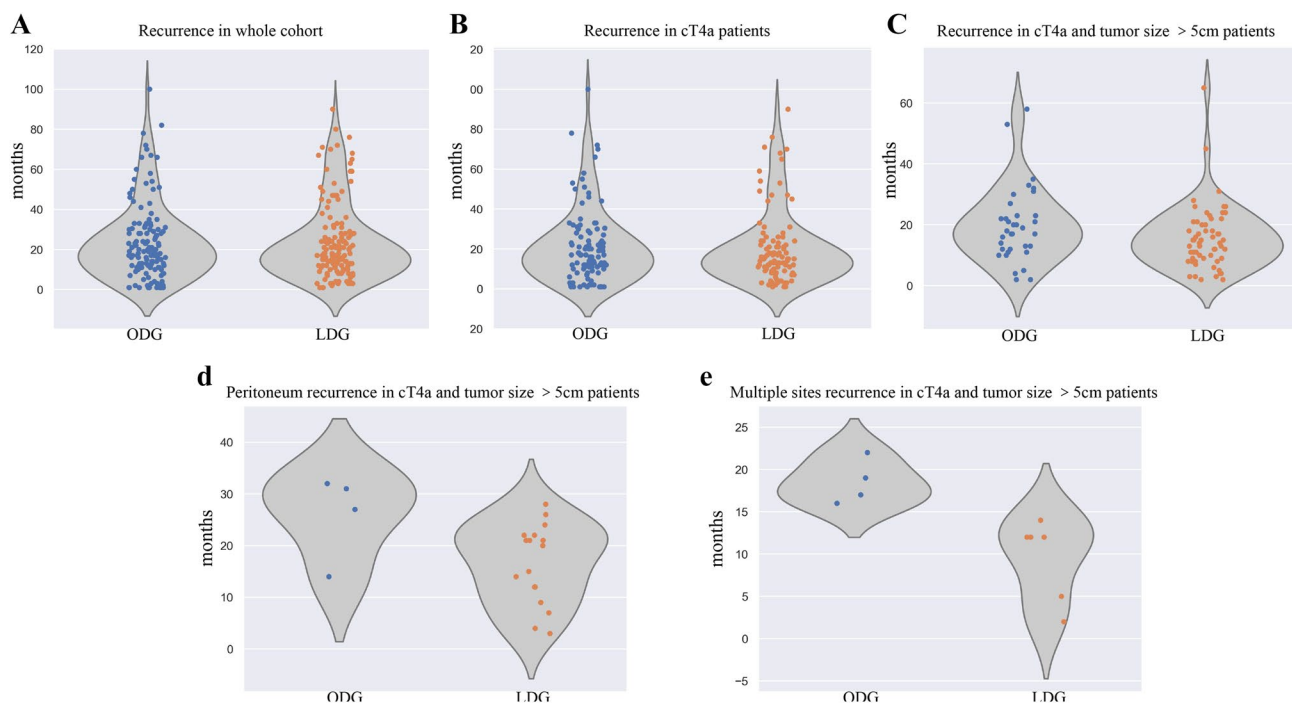 A
Recurrence in whole cohort
120
100
80
60
40
20
0
20
months
ODG
LDG
B
Recurrence in cT4a patients
120
00
80
60
40
20
00
20
months
ODG
LDG
C
Recurrence in cT4a and tumor size > 5cm patients
60
40
20
0
months
ODG
LDG
d
Peritoneum recurrence in cT4a and tumor size > 5cm patients
40
30
20
10
0
months
ODG
LDG
e
Multiple sites recurrence in cT4a and tumor size > 5cm patients
25
20
15
10
5
0
−5
months
ODG
LDG